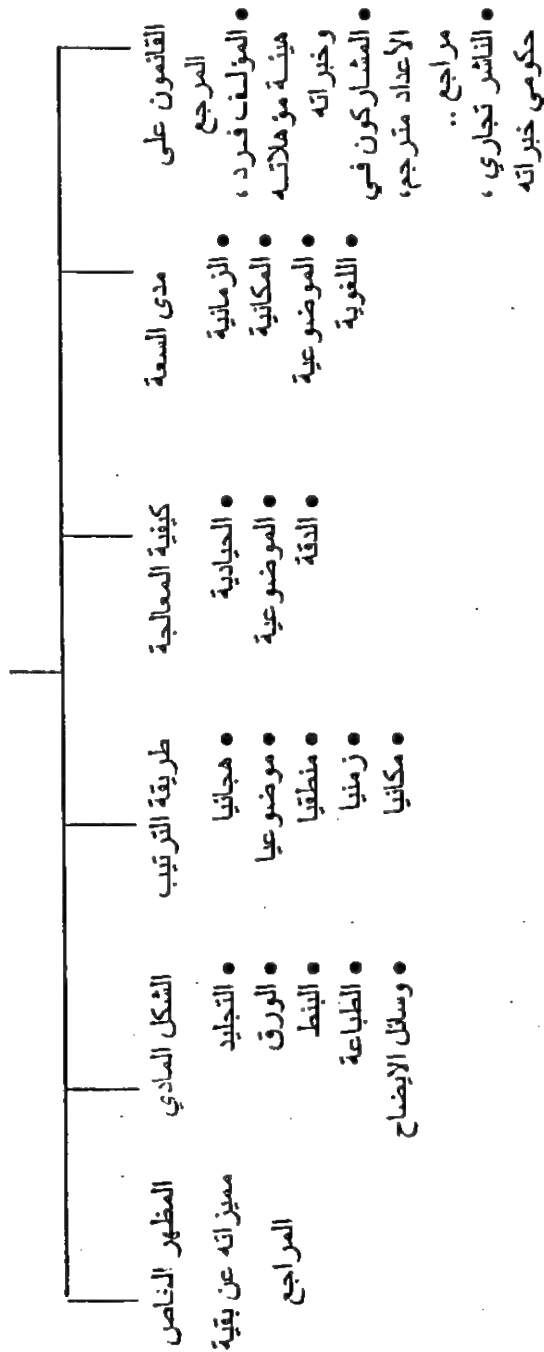 القائمون على
المرجع
• المؤلف فرد ،
هيئة مؤهلاته
وخبراته
• المشاركون في
الأعداد مترجم،
مراجع ..
• الناشر تجاري ،
حكومي خبراته
مدى السعة
• الزمانية
• المكانية
• الموضوعية
• اللغوية
كيفية المعالجة
• الحيادية
• الموضوعية
• الدقة
طريقة الترتيب
• هجائيا
• موضوعيا
• منطقيا
• زمنيا
• مكانيا
الشكل المادي
• التجليد
• الورق
• البنط
• الطباعة
• وسائل الايضاح
المظهر الخاص
مميزاته عن بقية
المراجع